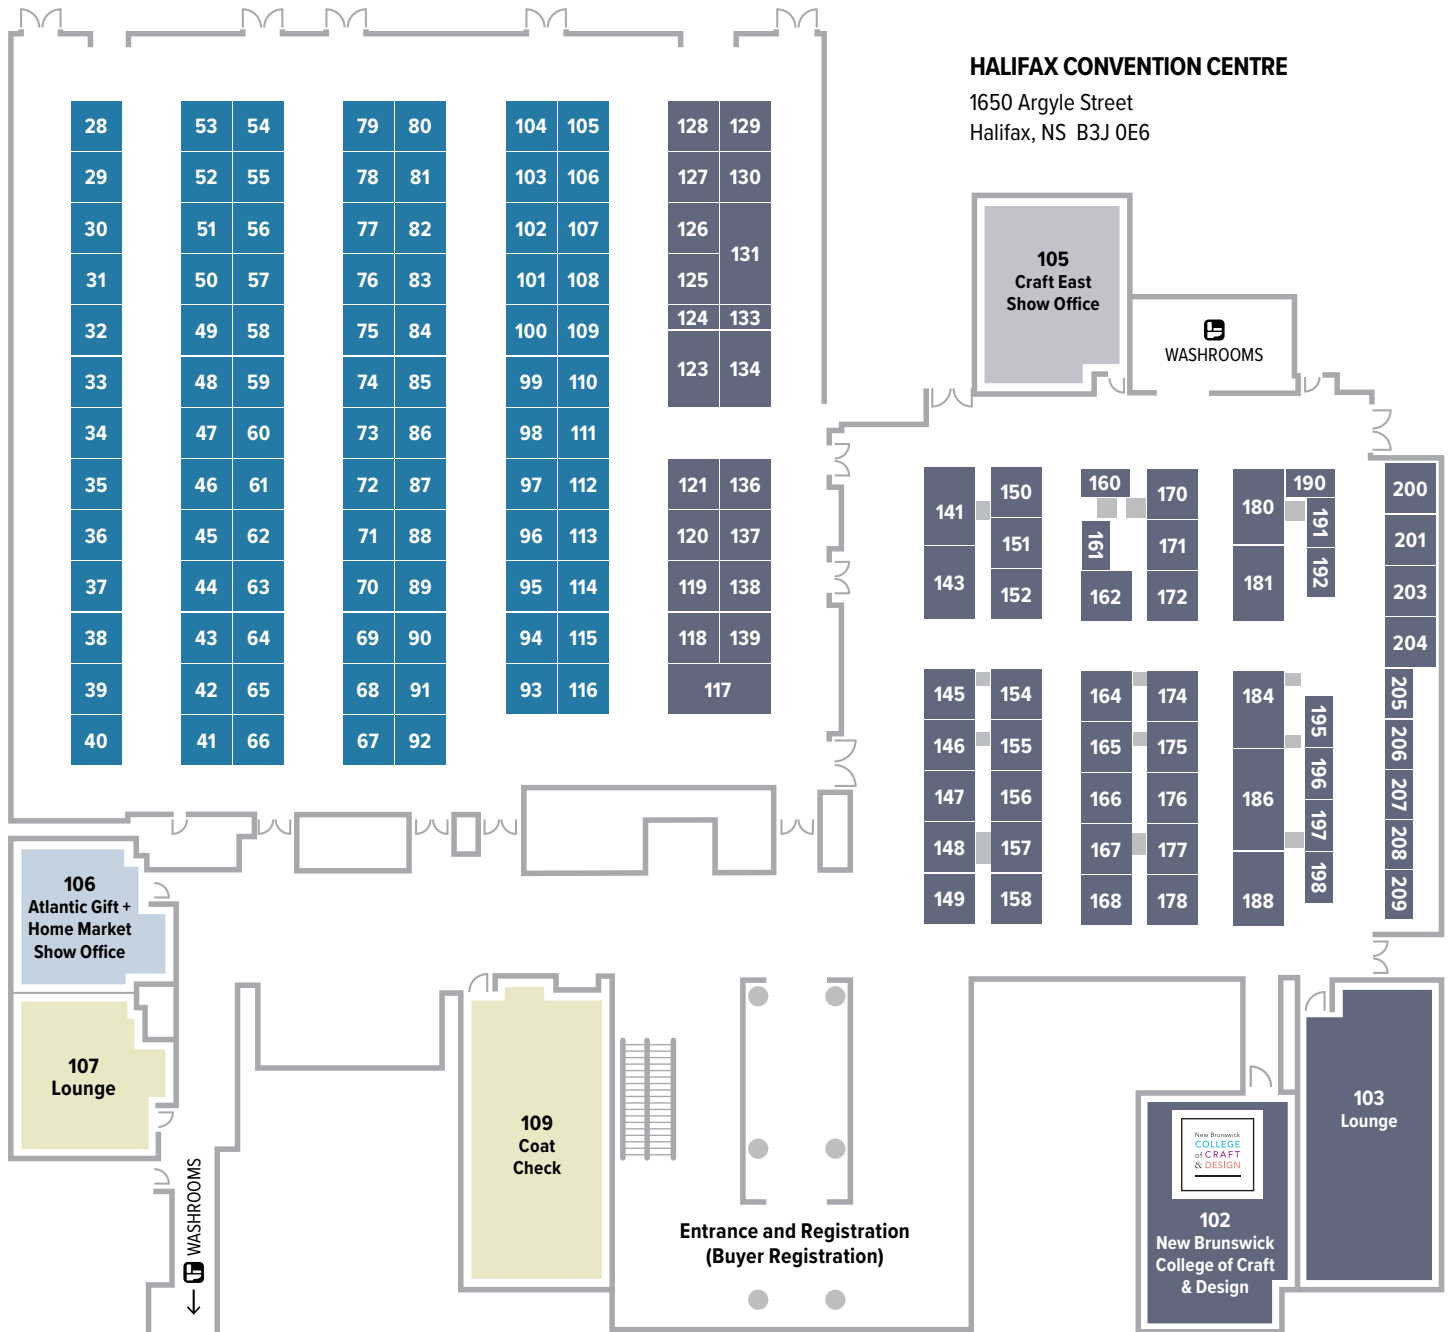 HALIFAX CONVENTION CENTRE
1650 Argyle Street
Halifax, NS B3J 0E6
28 53 54 79 80 104 105 128 129
29 52 55 78 81 103 106 127 130
30 51 56 77 82 102 107 126
131
31 50 57 76 83 101 108 125
32 49 58 75 84 100 109 124 133
33 48 59 74 85 99 110 123 134
34 47 60 73 86 98 111
35 46 61 72 87 97 112 121 136
36 45 62 71 88 96 113 120 137
37 44 63 70 89 95 114 119 138
38 43 64 69 90 94 115 118 139
39 42 65 68 91 93 116 117
40 41 66 67 92
105
Craft East
Show Office
WASHROOMS
141 150 160 170 180 190 200
151 161 171 191 201
143 152 162 172 181 192 203
204
145 154 164 174 184 195 205
146 155 165 175 196 206
147 156 166 176 186 197 207
148 157 167 177 198 208
149 158 168 178 188 209
106
Atlantic Gift +
Home Market
Show Office
107
Lounge
WASHROOMS
109
Coat
Check
Entrance and Registration
(Buyer Registration)
New Brunswick
COLLEGE
of CRAFT
& DESIGN
102
New Brunswick
College of Craft
& Design
103
Lounge